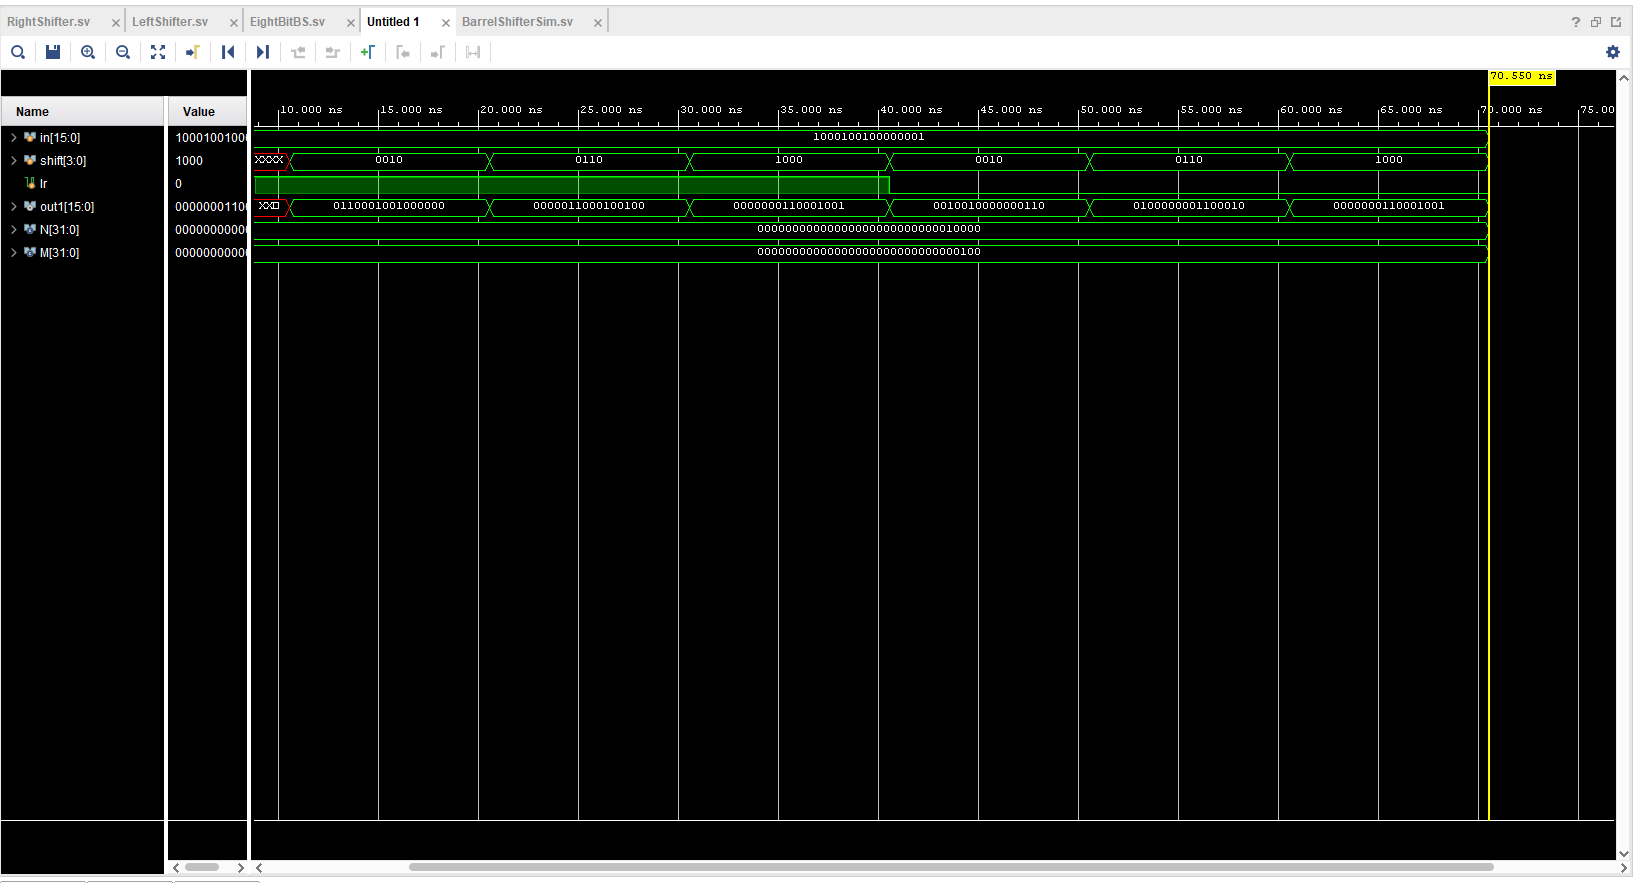 RightShifter.sv LeftShifter.sv EightBitBS.sv Untitled 1 BarrelShifterSim.sv
70.550 ns
Name Value 10.000 ns 15.000 ns 20.000 ns 25.000 ns 30.000 ns 35.000 ns 40.000 ns 45.000 ns 50.000 ns 55.000 ns 60.000 ns 65.000 ns 70.000 ns 75.00
in[15:0] 1000100100 1000100100000001
shift[3:0] 1000 XXXX 0010 0110 1000 0010 0110 1000
lr 0
out1[15:0] 0000000110 XX 0110001001000000 0000011000100100 0000000110001001 0010010000000110 0100000001100010 0000000110001001
N[31:0] 0000000000 00000000000000000000000000010000
M[31:0] 0000000000 00000000000000000000000000000100